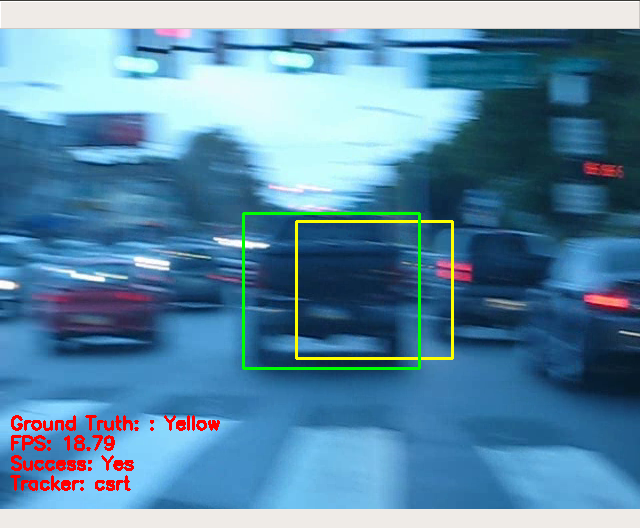 Ground Truth: : Yellow
FPS: 18.79
Success: Yes
Tracker: csrt